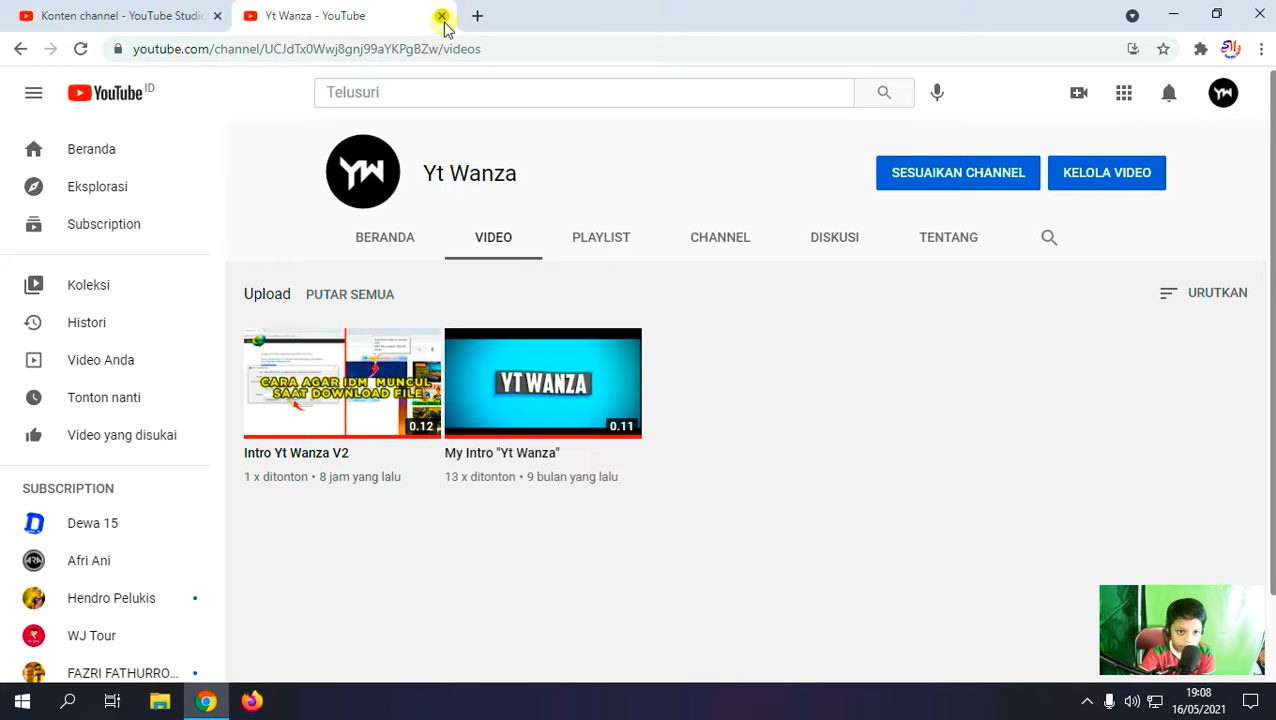 Konten channel - YouTube Studi
Yt Wanza - YouTube
youtube.com/channel/UCJdTx0Wwj8gnj99aYKPgBZw/videos
YouTube ID
Telusuri
YW
Beranda
Eksplorasi
Subscription
Koleksi
Histori
Video Anda
Tonton nanti
Video yang disukai
SUBSCRIPTION
Dewa 15
Afri Ani
Hendro Pelukis
WJ Tour
FAZRI FATHURRO...
YW
Yt Wanza
SESUAIKAN CHANNEL
KELOLA VIDEO
BERANDA
VIDEO
PLAYLIST
CHANNEL
DISKUSI
TENTANG
Upload
PUTAR SEMUA
URUTKAN
CARA AGAR IDM MUNCUL
SAAT DOWNLOAD FILE
0.12
Intro Yt Wanza V2
1 x ditonton • 8 jam yang lalu
YT WANZA
0.11
My Intro "Yt Wanza"
13 x ditonton • 9 bulan yang lalu
19:08
16/05/2021